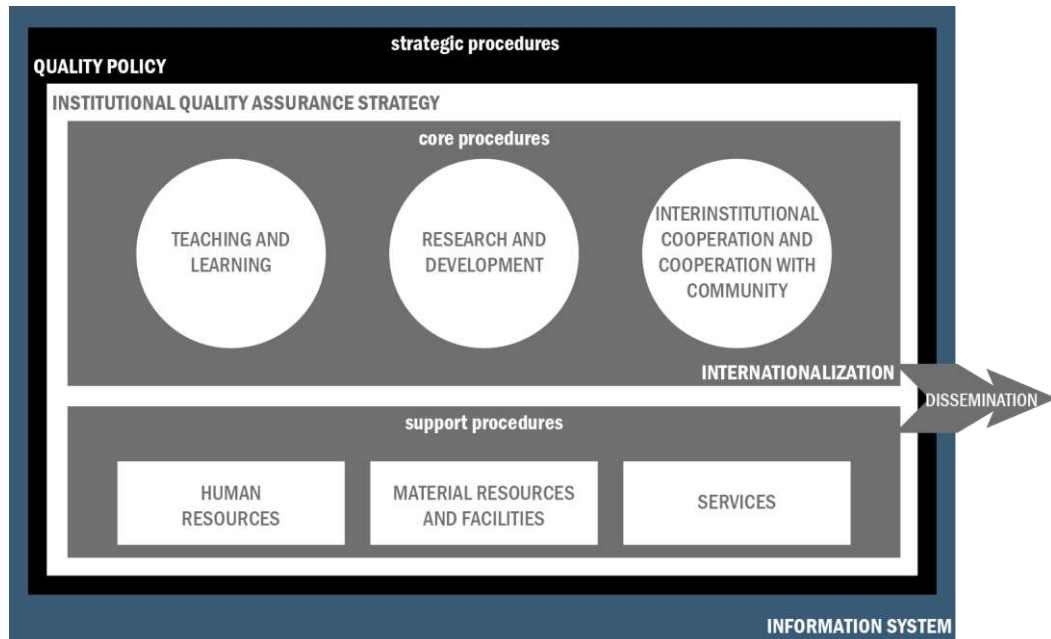 strategic procedures
QUALITY POLICY
INSTITUTIONAL QUALITY ASSURANCE STRATEGY
core procedures
TEACHING AND
LEARNING
RESEARCH AND
DEVELOPMENT
INTERINSTITUTIONAL
COOPERATION AND
COOPERATION WITH
COMMUNITY
INTERNATIONALIZATION
DISSEMINATION
support procedures
HUMAN
RESOURCES
MATERIAL RESOURCES
AND FACILITIES
SERVICES
INFORMATION SYSTEM